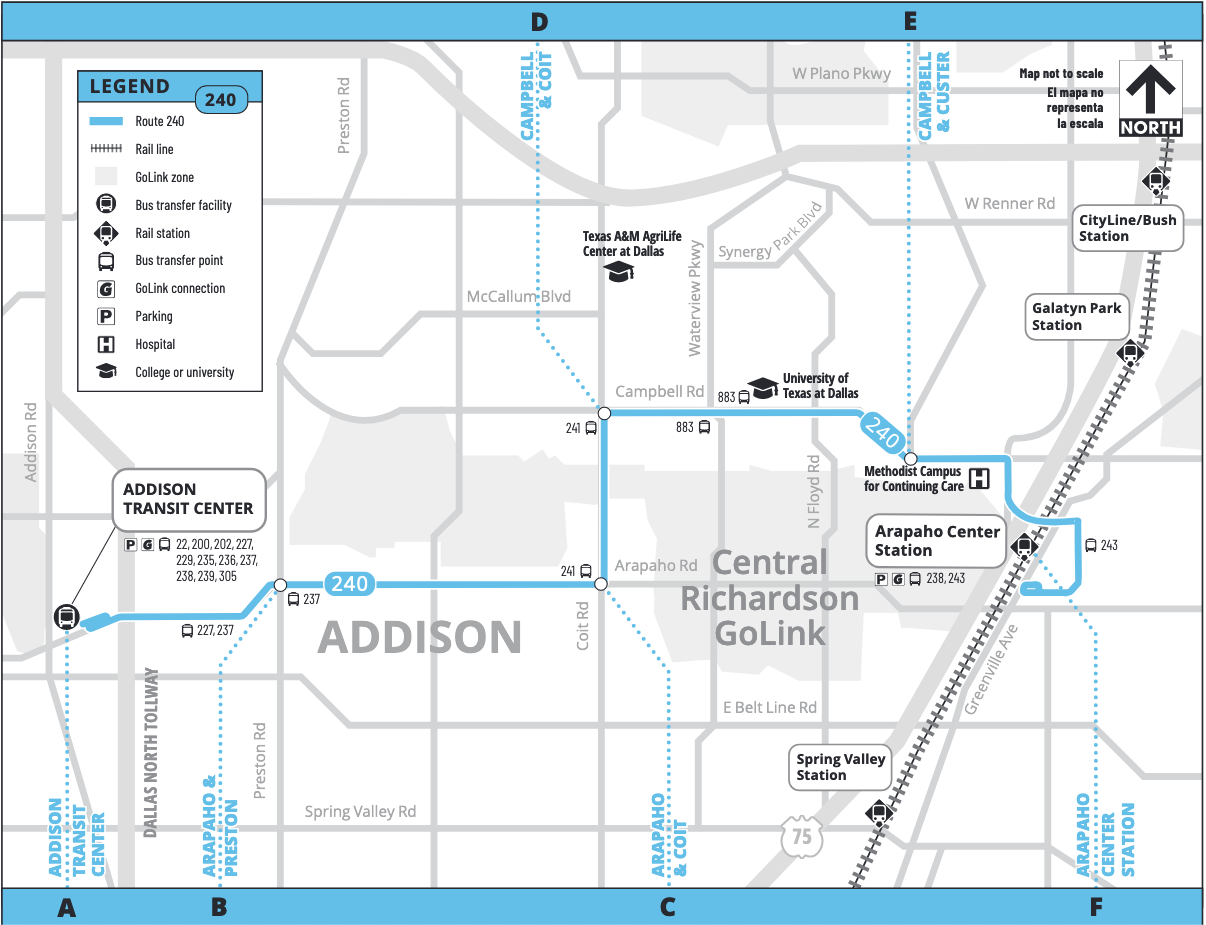 D
E
CAMPBELL
& COIT
CAMPBELL
& CUSTER
W Plano Pkwy
Map not to scale
El mapa no
representa
la escala
NORTH
LEGEND
240
Route 240
Rail line
GoLink zone
Bus transfer facility
Rail station
Bus transfer point
G
GoLink connection
P
Parking
H
Hospital
College or university
Preston Rd
W Renner Rd
CityLine/Bush
Station
Synergy Park Blvd
Texas A&M AgriLife
Center at Dallas
Waterview Pkwy
McCallum Blvd
Galatyn Park
Station
Campbell Rd
883
University of
Texas at Dallas
241
883
240
Addison Rd
N Floyd Rd
Methodist Campus
for Continuing Care
H
ADDISON
TRANSIT CENTER
P G 22, 200, 202, 227,
229, 235, 236, 237,
238, 239, 305
Arapaho Center
Station
P G 238, 243
243
241
Arapaho Rd
240
237
227, 237
ADDISON
Coit Rd
Central
Richardson
GoLink
Greenville Ave
E Belt Line Rd
DALLAS NORTH TOLLWAY
Preston Rd
Spring Valley
Station
Spring Valley Rd
75
ADDISON
TRANSIT
CENTER
ARAPAHO &
PRESTON
ARAPAHO
& COIT
ARAPAHO
CENTER
STATION
A
B
C
F